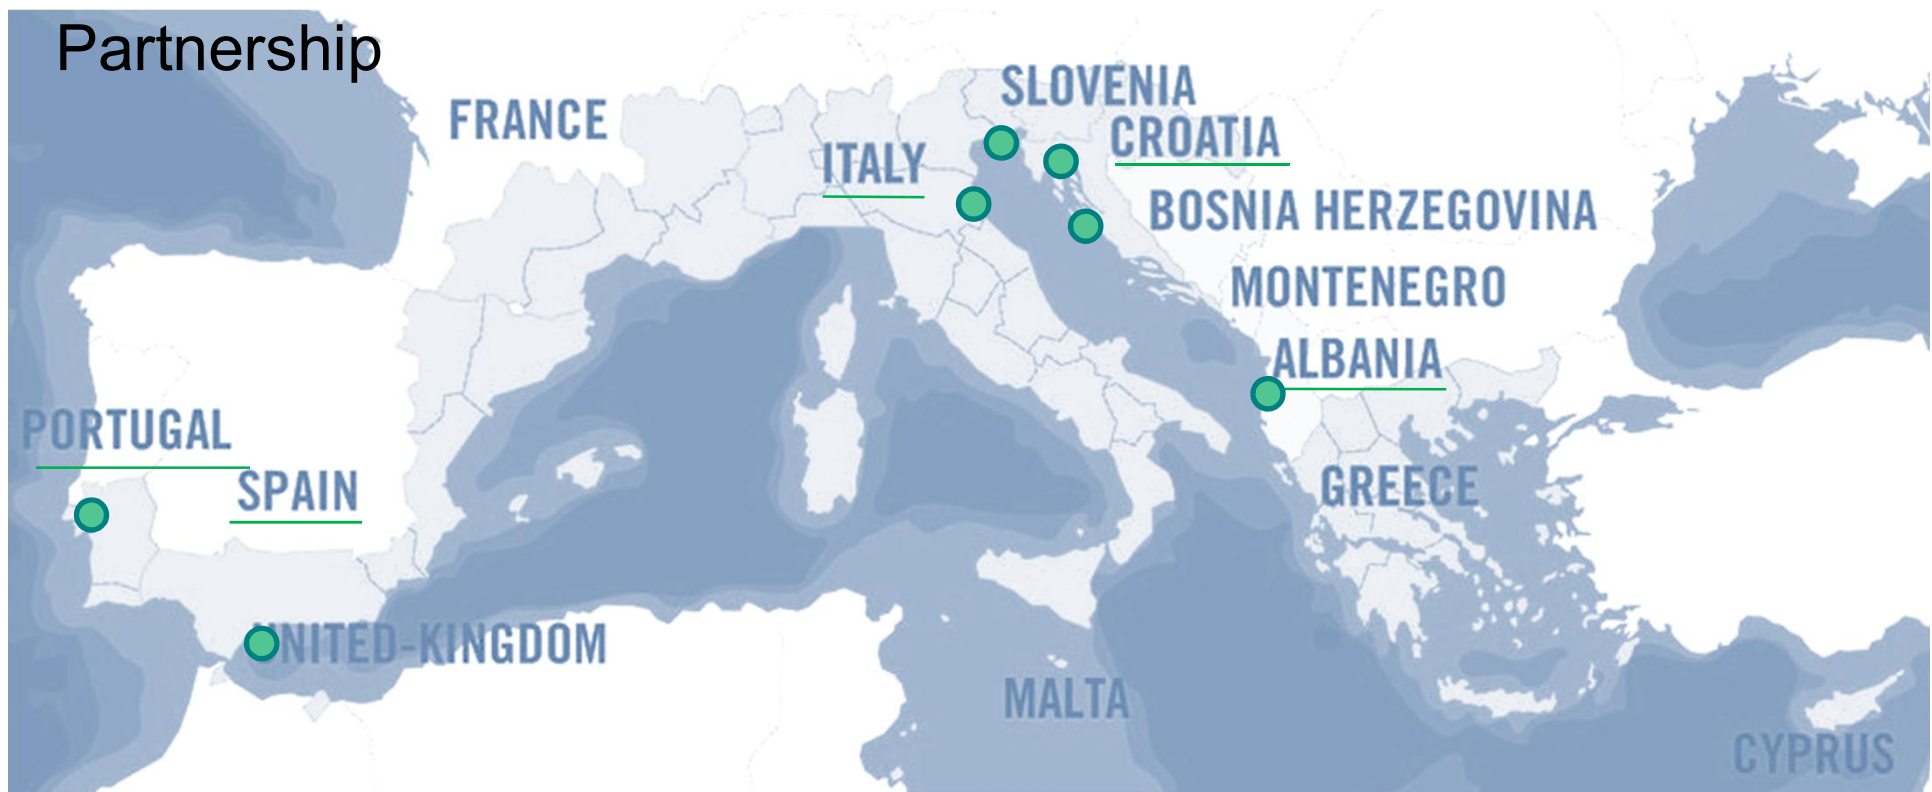 Partnership
SLOVENIA
FRANCE
CROATIA
ITALY
BOSNIA HERZEGOVINA
MONTENEGRO
ALBANIA
PORTUGAL
SPAIN
GREECE
UNITED-KINGDOM
MALTA
CYPRUS